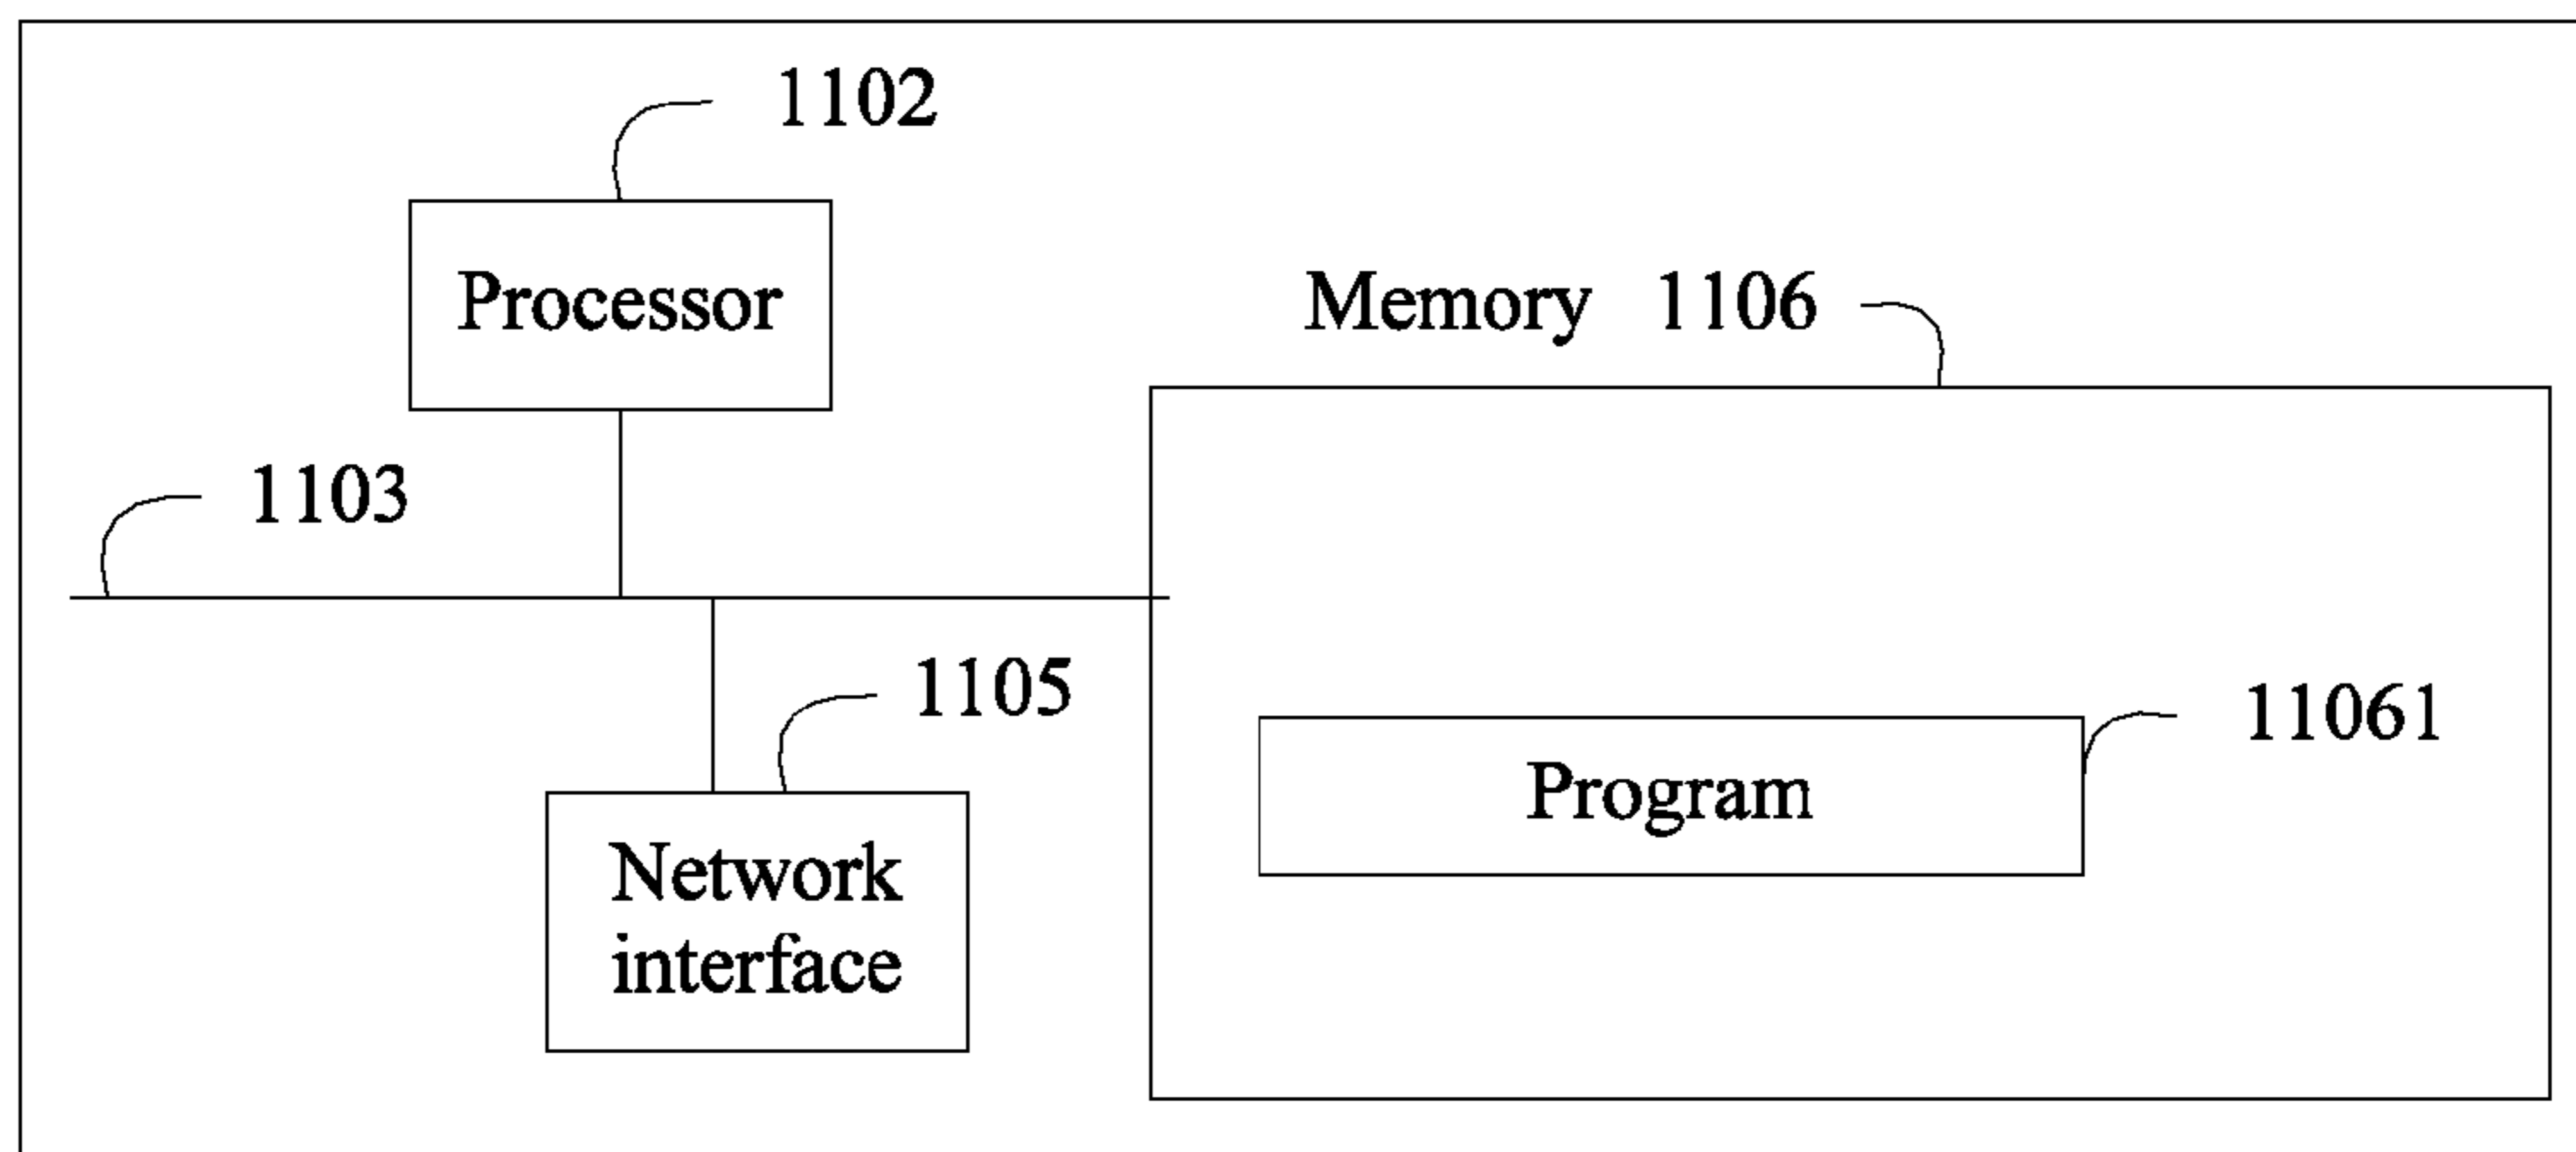 1102
Processor
Memory 1106
1103
1105
11061
Program
Network
interface